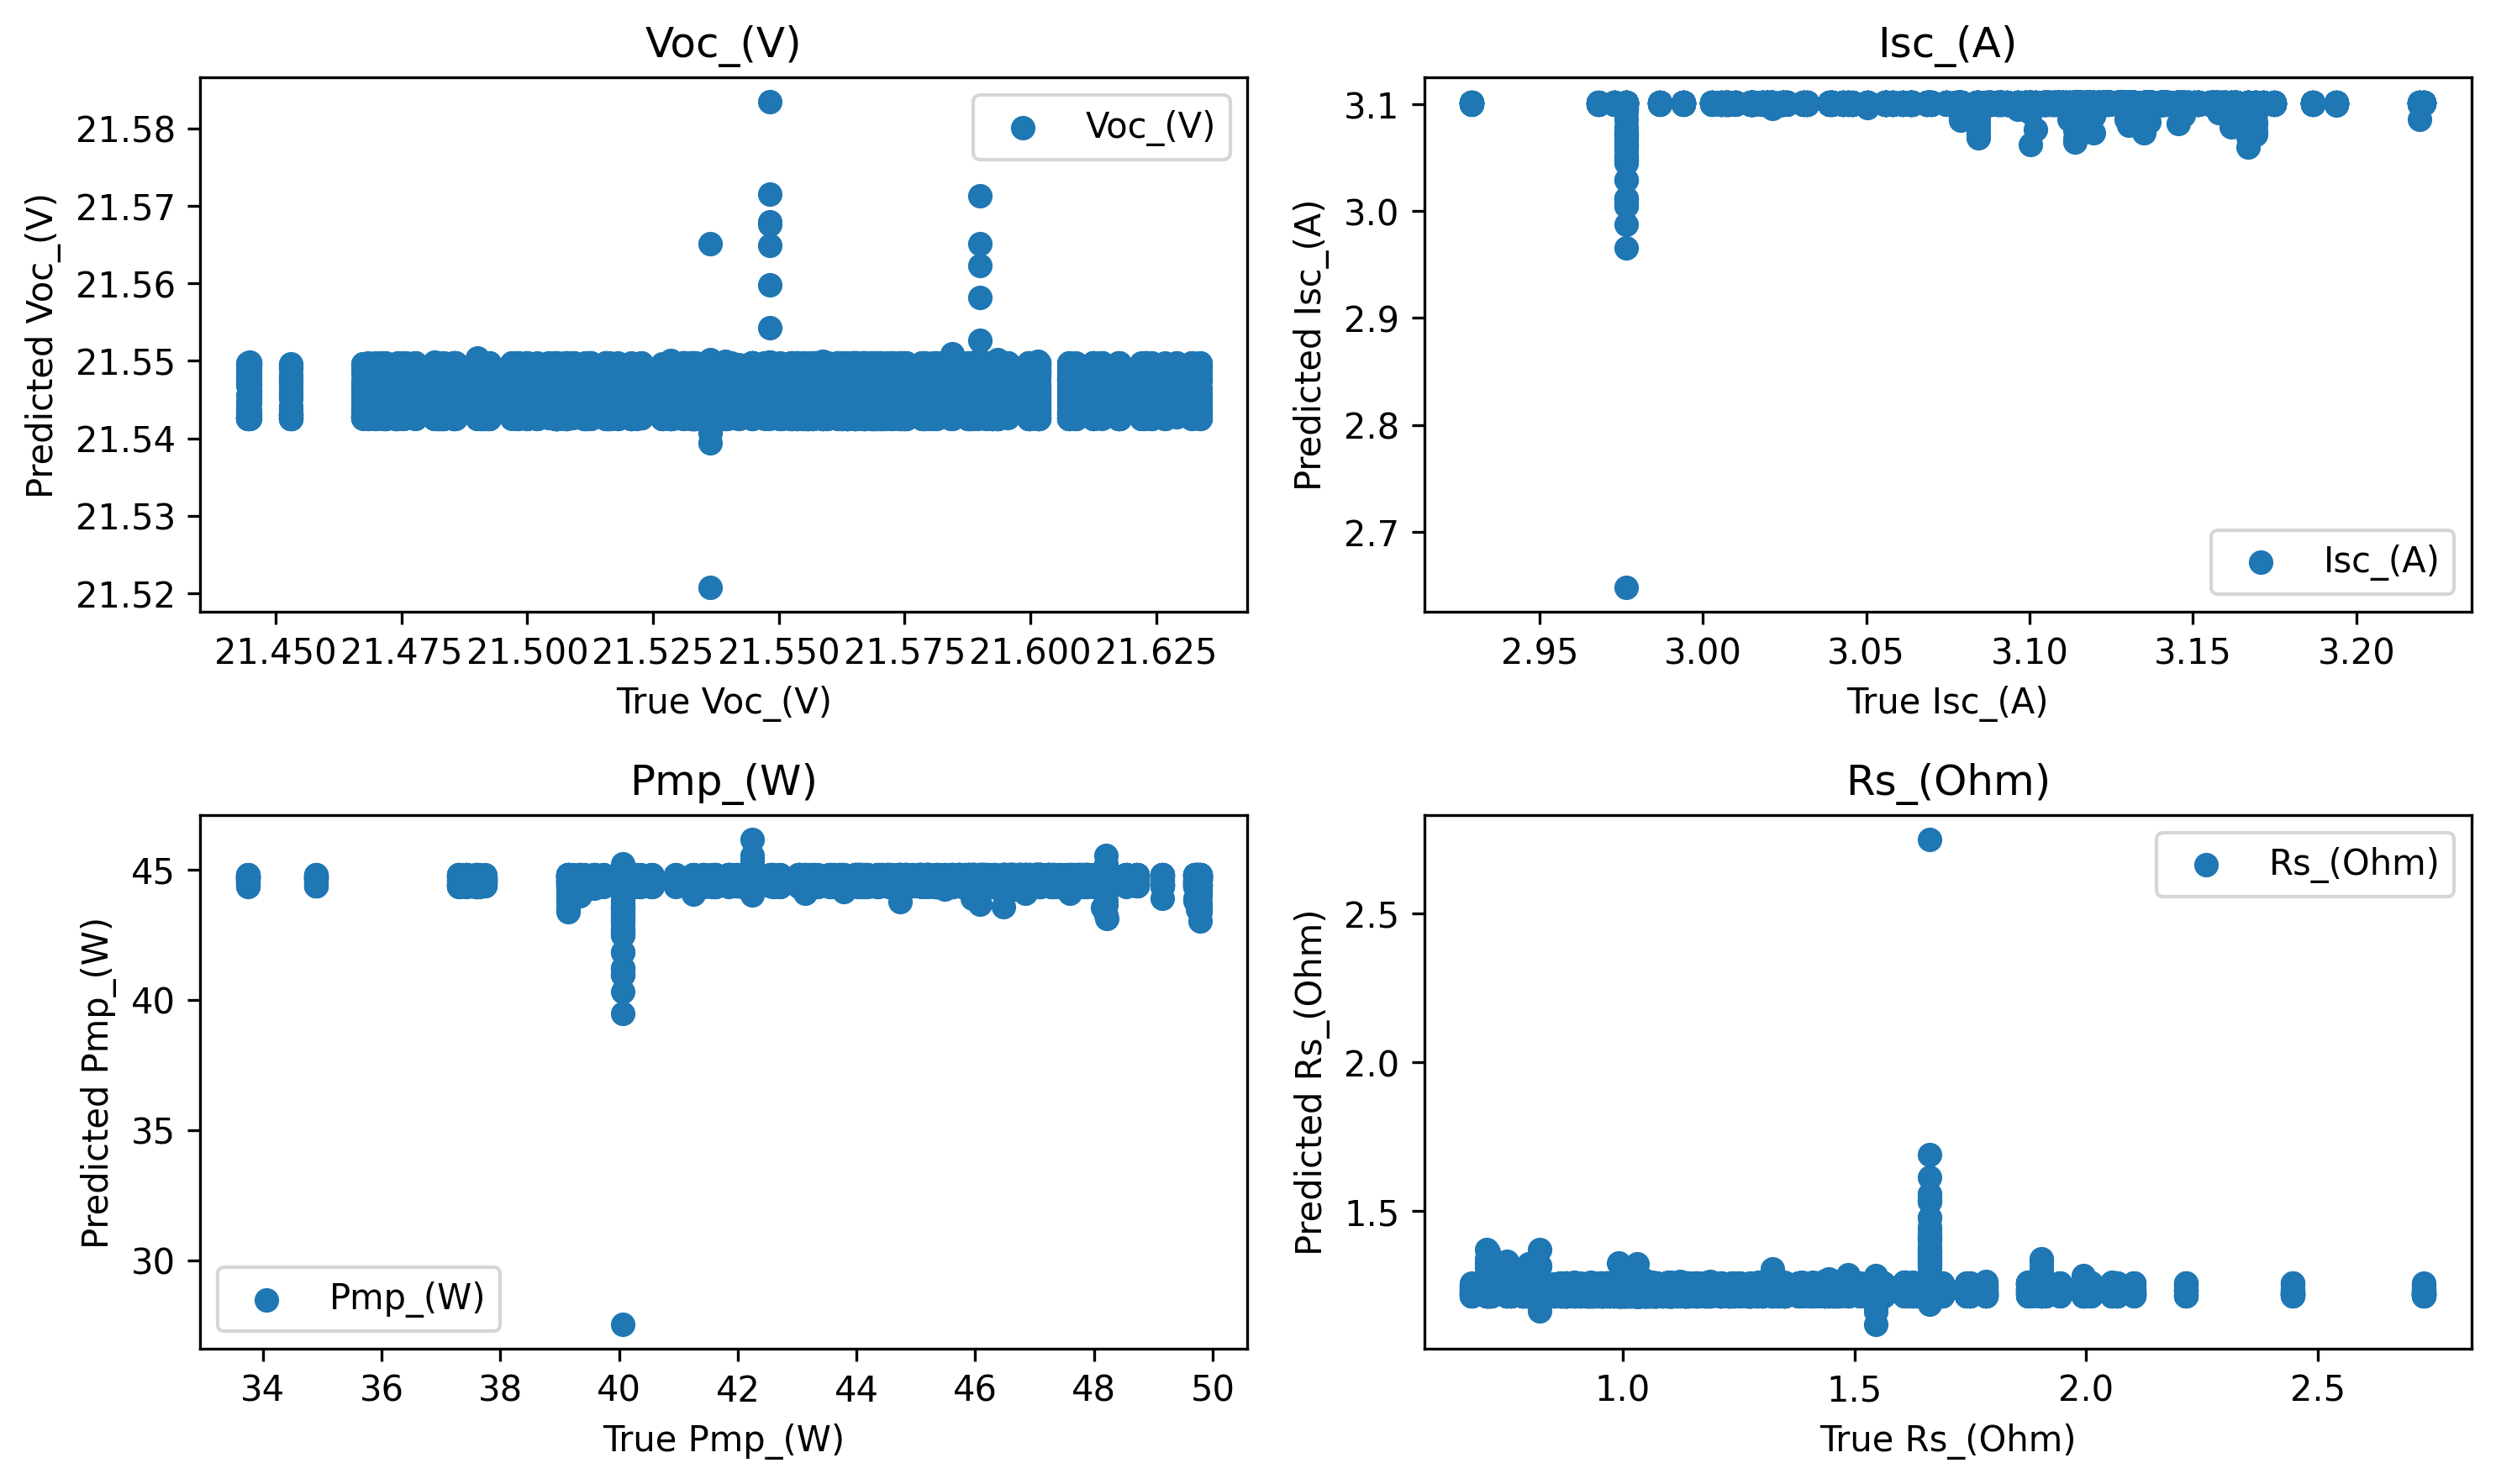 Voc_(V)
Predicted Voc_(V)
21.58
21.57
21.56
21.55
21.54
21.53
21.52
Voc_(V)
21.450 21.475 21.500 21.525 21.550 21.575 21.600 21.625
True Voc_(V)
Isc_(A)
Predicted Isc_(A)
3.1
3.0
2.9
2.8
2.7
Isc_(A)
2.95 3.00 3.05 3.10 3.15 3.20
True Isc_(A)
Pmp_(W)
Predicted Pmp_(W)
45
40
35
30
Pmp_(W)
34 36 38 40 42 44 46 48 50
True Pmp_(W)
Rs_(Ohm)
Predicted Rs_(Ohm)
Rs_(Ohm)
2.5
2.0
1.5
1.0 1.5 2.0 2.5
True Rs_(Ohm)